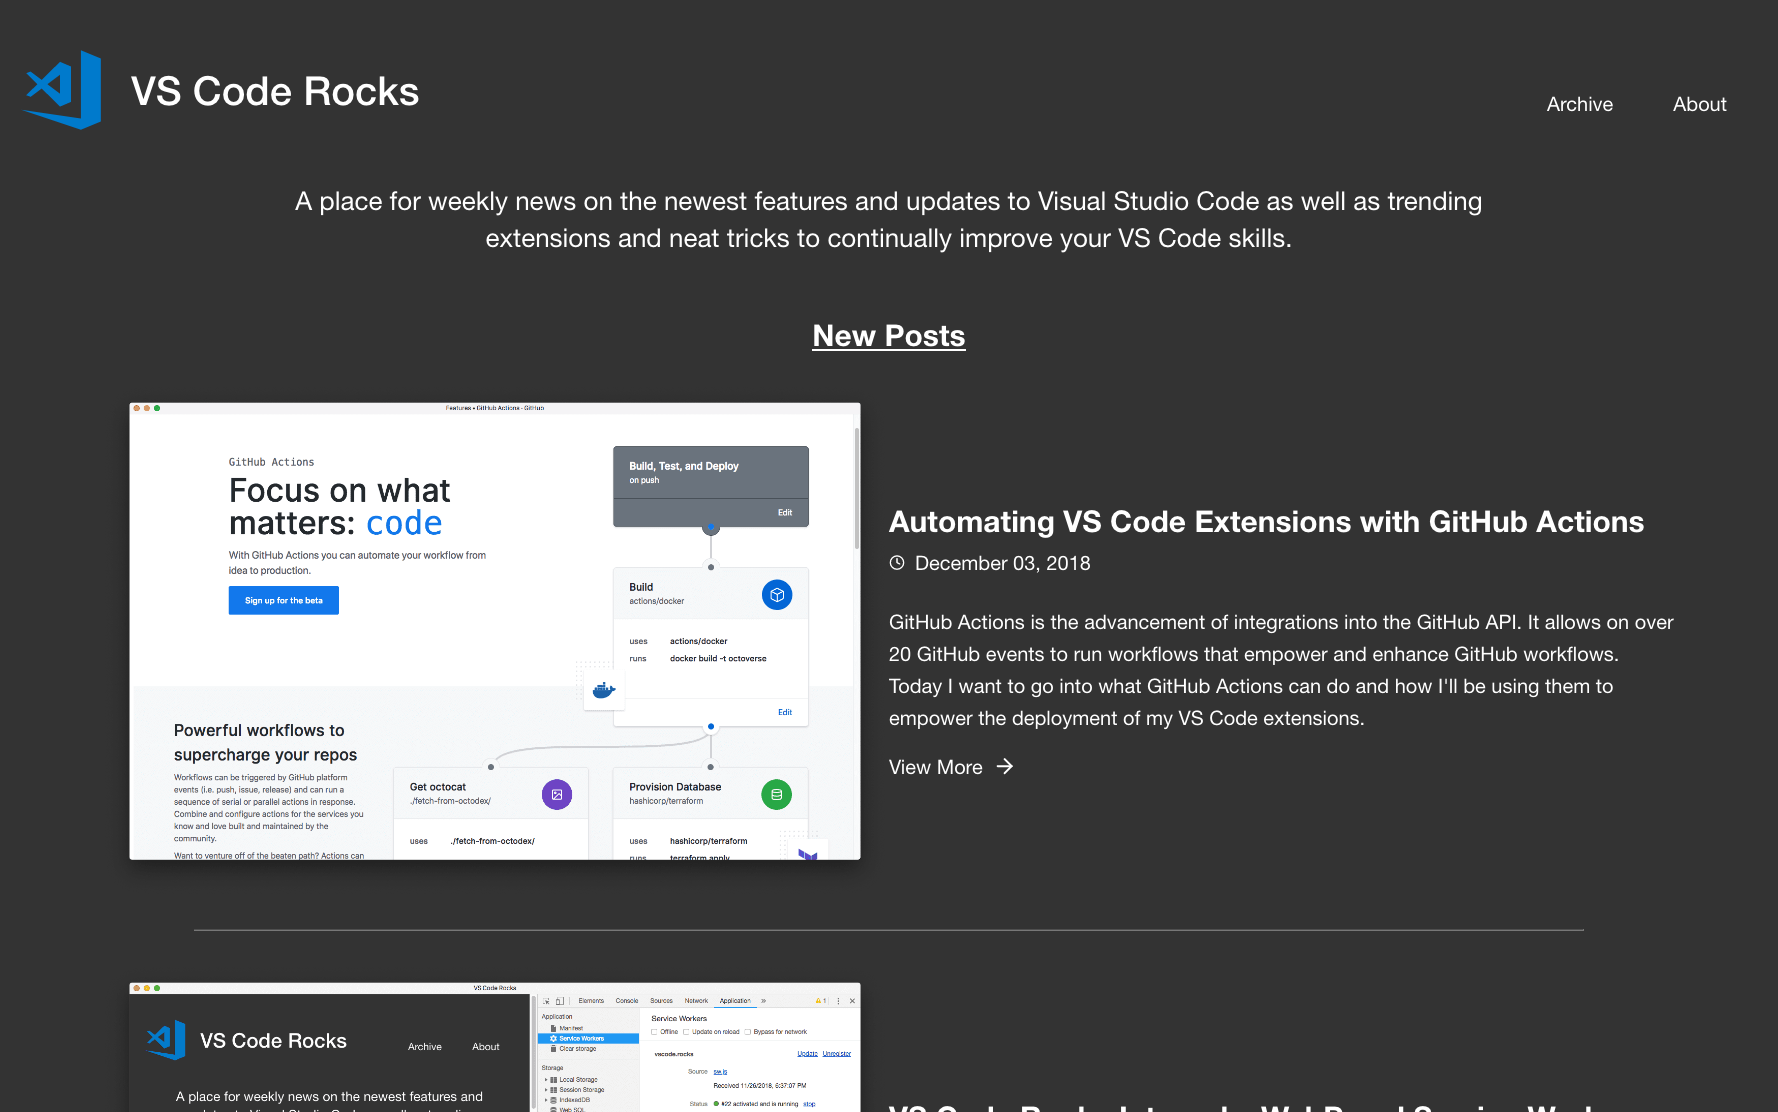 VS Code Rocks
Archive
About
A place for weekly news on the newest features and updates to Visual Studio Code as well as trending
extensions and neat tricks to continually improve your VS Code skills.
New Posts
Features • GitHub Actions · GitHub
GitHub Actions
Focus on what
matters: code
With GitHub Actions you can automate your workflow from
idea to production.
Sign up for the beta
Build, Test, and Deploy
on push
Edit
Build
actions/docker
uses actions/docker
runs docker build -t octoverse
Edit
Powerful workflows to
supercharge your repos
Workflows can be triggered by GitHub platform
events (i.e. push, issue, release) and can run a
sequence of serial or parallel actions in response.
Combine and configure actions for the services you
know and love built and maintained by the
community.
Want to venture off of the beaten path? Actions can
Get octocat
./fetch-from-octodex/
uses ./fetch-from-octodex/
Provision Database
hashicorp/terraform
uses hashicorp/terraform
runs terraform apply
Automating VS Code Extensions with GitHub Actions
December 03, 2018
GitHub Actions is the advancement of integrations into the GitHub API. It allows on over
20 GitHub events to run workflows that empower and enhance GitHub workflows.
Today I want to go into what GitHub Actions can do and how I'll be using them to
empower the deployment of my VS Code extensions.
View More
VS Code Rocks
VS Code Rocks
Archive
About
A place for weekly news on the newest features and
Elements Console Sources Network Application » 1
Application
Manifest
Service Workers
Clear storage
Storage
Local Storage
Session Storage
IndexedDB
Web SQL
Service Workers
Offline Update on reload Bypass for network
vscode.rocks Update Unregister
Source sw.js
Received 11/26/2018, 6:37:07 PM
Status #22 activated and is running stop